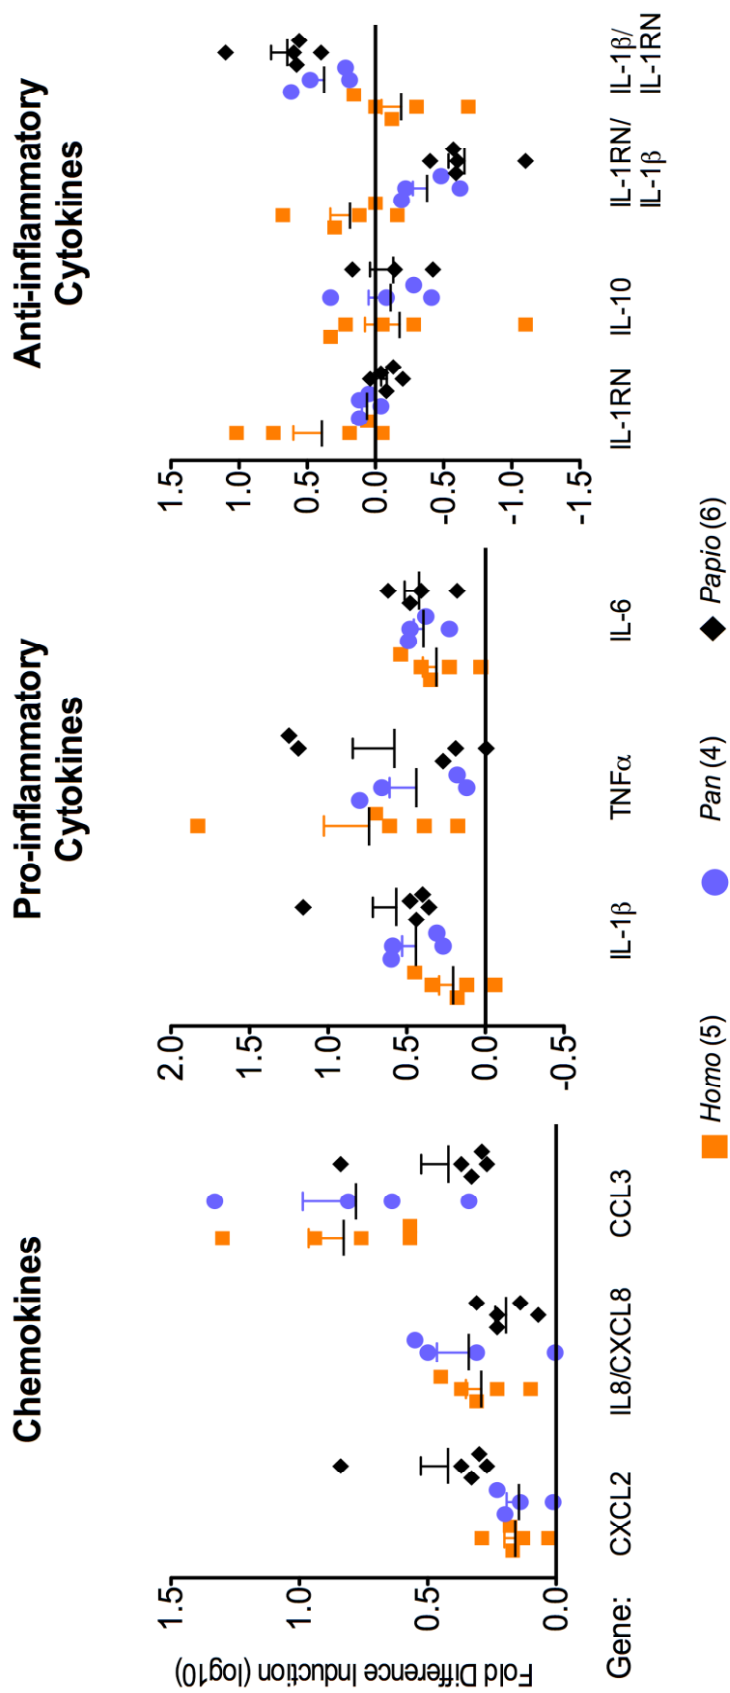 Chemokines
Pro-inflammatory
Cytokines
Anti-inflammatory
Cytokines
Fold Difference Induction (log10)
1.5
1.0
0.5
0.0
2.0
1.5
1.0
0.5
0.0
-0.5
1.5
1.0
0.5
0.0
-0.5
-1.0
-1.5
Gene:
CXCL2
IL8/CXCL8
CCL3
IL-1β
TNFα
IL-6
IL-1RN
IL-10
IL-1RN/
IL-1β
IL-1β/
IL-1RN
Homo (5)
Pan (4)
Papio (6)